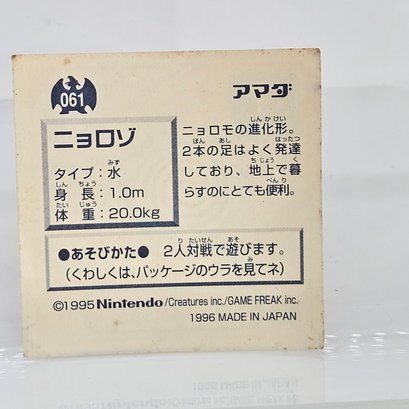 061
アマダ
ニョロゾ
タイプ：水
身長：1.0m
体重：20.0kg
ニョロモの進化形。
2本の足はよく発達
しており、地上で暮
らすのにとても便利。
●あそびかた● 2人対戦で遊びます。
(くわしくは、パッケージのウラを見てネ)
©1995 Nintendo/Creatures inc./GAME FREAK inc.
1996 MADE IN JAPAN